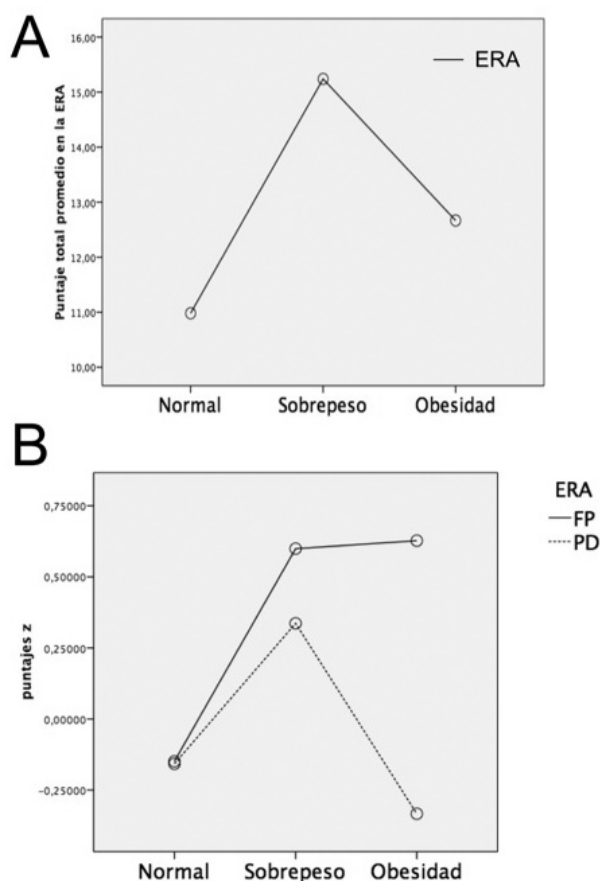 A
ERA
Puntaje total promedio en la ERA
16,00
15,00
14,00
13,00
12,00
11,00
10,00
Normal Sobrepeso Obesidad
B
ERA
FP
PD
puntajes z
0,75000
0,50000
0,25000
0,00000
-0,25000
Normal Sobrepeso Obesidad